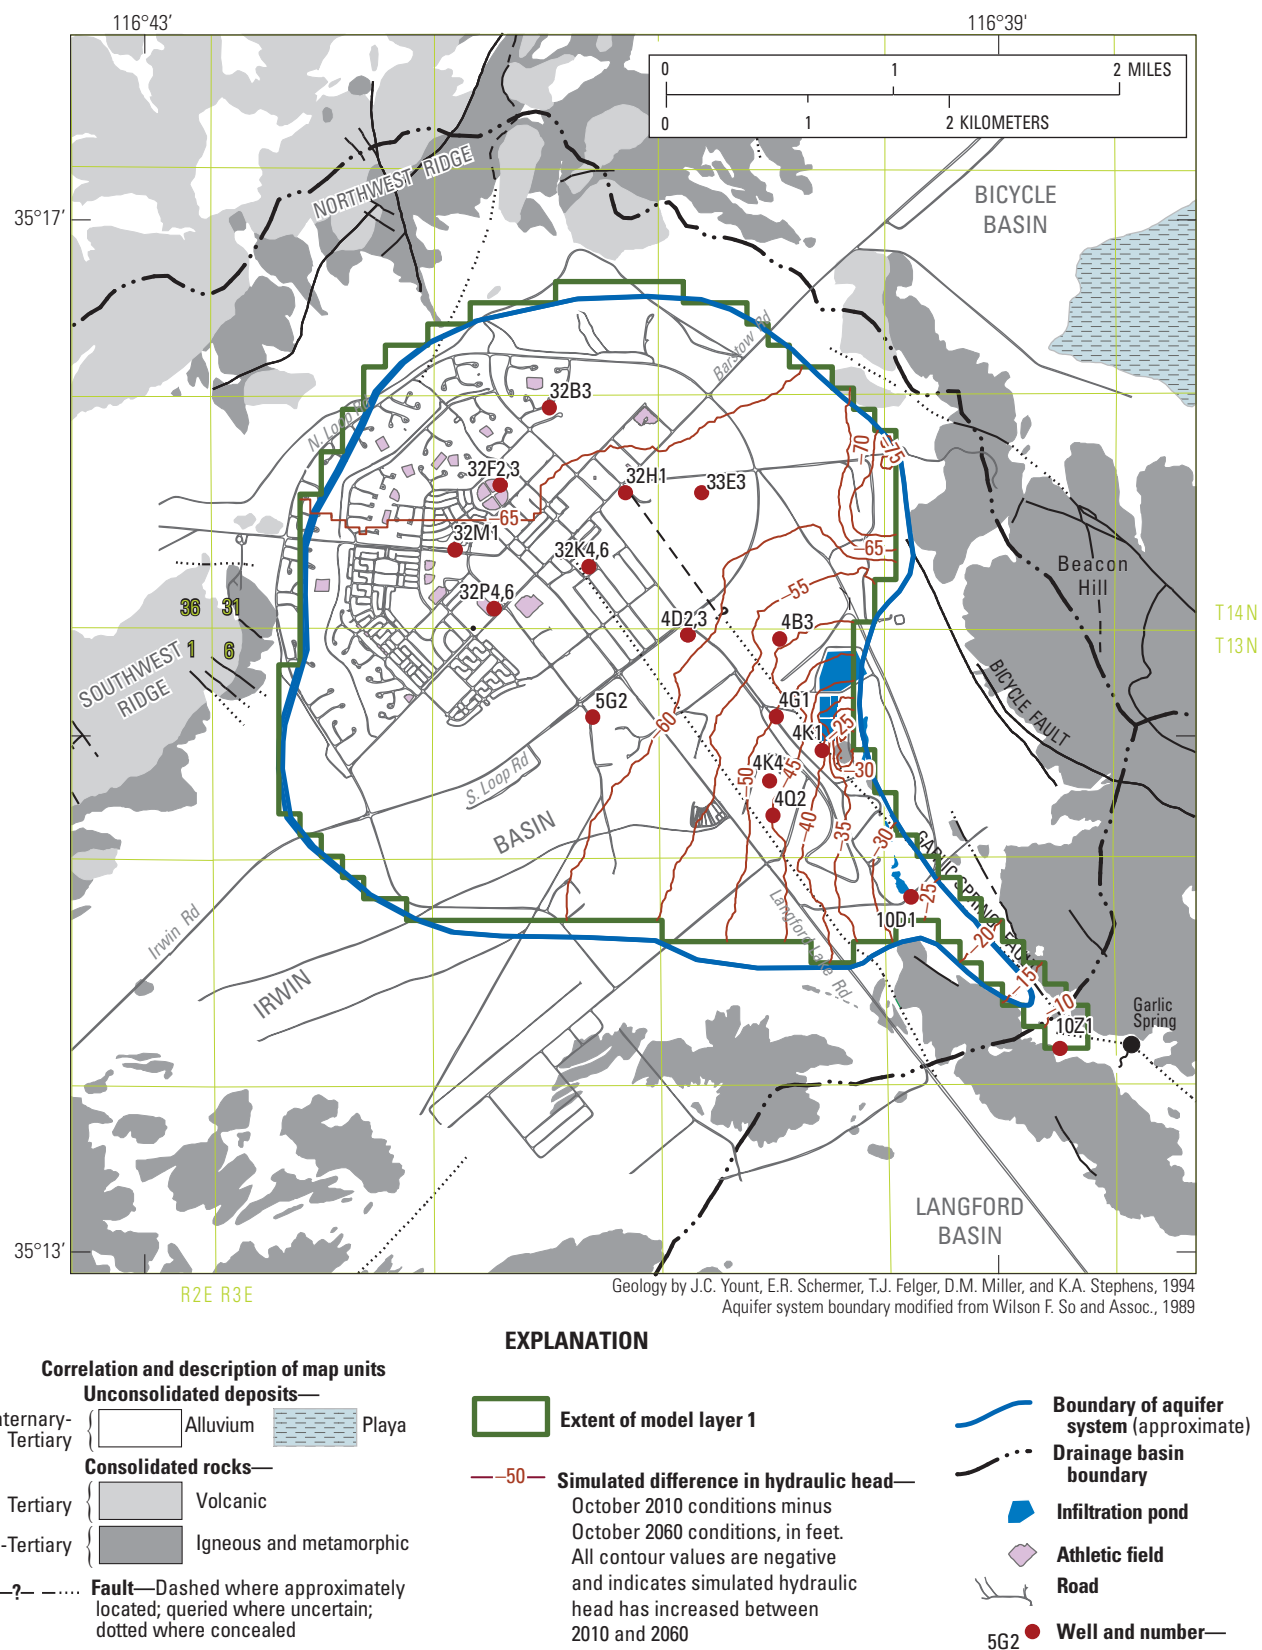 116°43'
116°39'
0 1 2 MILES
0 1 2 KILOMETERS
NORTHWEST RIDGE
BICYCLE
BASIN
35°17'
Barstow Rd
N. Loop Rd
32B3
–70
–75
32F2,3
32H1
33E3
–65
32M1
32K4,6
–65
Beacon
Hill
–55
32P4,6
36 31
T14N
4D2,3
4B3
T13N
1 6
SOUTHWEST
RIDGE
BICYCLE FAULT
5G2
4G1
–60
–25
4K1
4K4
–45
–30
–50
S. Loop Rd
4Q2
–40
–35
–30
BASIN
GARLIC SPRING FAULT
–25
Langford Lake Rd
10D1
Irwin Rd
–20
–15
IRWIN
–10
Garlic
Spring
10Z1
LANGFORD
BASIN
35°13'
R2E R3E
Geology by J.C. Yount, E.R. Schermer, T.J. Felger, D.M. Miller, and K.A. Stephens, 1994
Aquifer system boundary modified from Wilson F. So and Assoc., 1989
EXPLANATION
Correlation and description of map units
Unconsolidated deposits—
aternary-
Tertiary
Alluvium
Playa
Consolidated rocks—
Tertiary
Volcanic
-Tertiary
Igneous and metamorphic
—?— Fault—Dashed where approximately
located; queried where uncertain;
dotted where concealed
Extent of model layer 1
–50 Simulated difference in hydraulic head—
October 2010 conditions minus
October 2060 conditions, in feet.
All contour values are negative
and indicates simulated hydraulic
head has increased between
2010 and 2060
Boundary of aquifer
system (approximate)
Drainage basin
boundary
Infiltration pond
Athletic field
Road
5G2 Well and number—